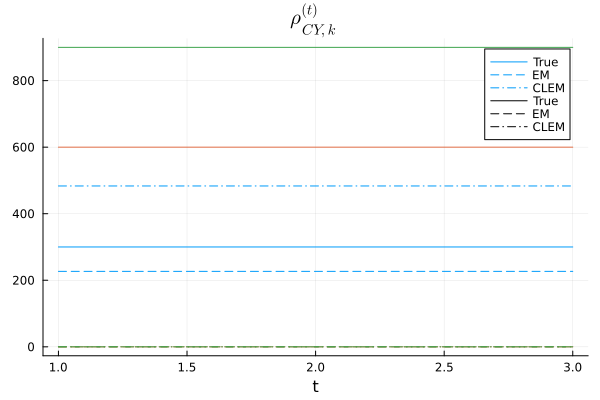 ρ_{CY, k}^{(t)}
True
EM
CLEM
True
EM
CLEM
800
600
400
200
0
1.0 1.5 2.0 2.5 3.0
t